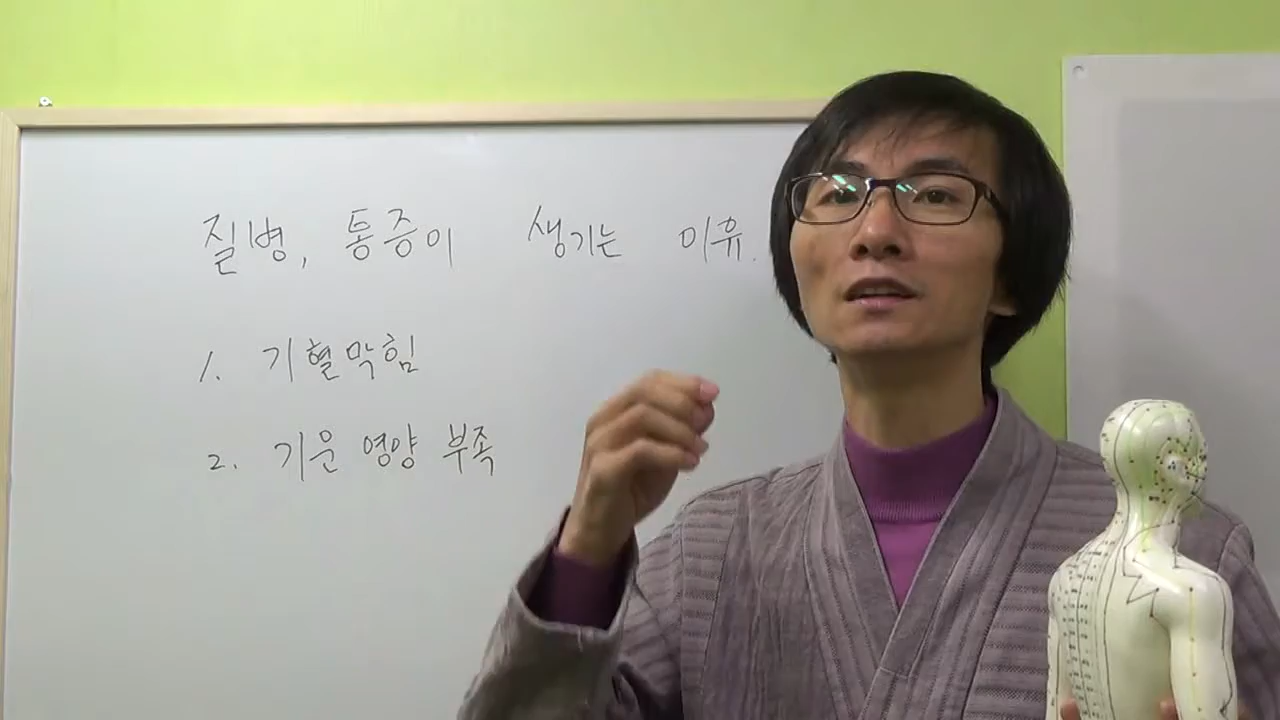 질병, 통증이 생기는 이유.
1. 기혈막힘
2. 기운 영양 부족